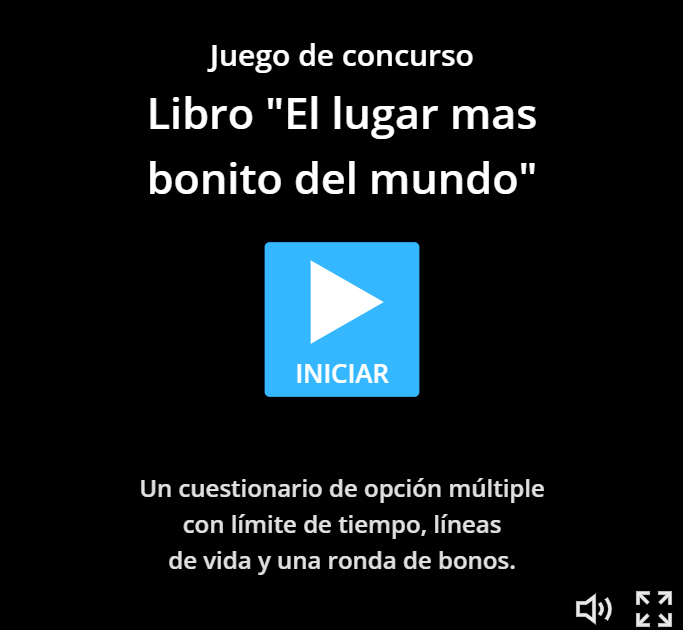 Juego de concurso
Libro "El lugar mas
bonito del mundo"
INICIAR
Un cuestionario de opción múltiple
con límite de tiempo, líneas
de vida y una ronda de bonos.